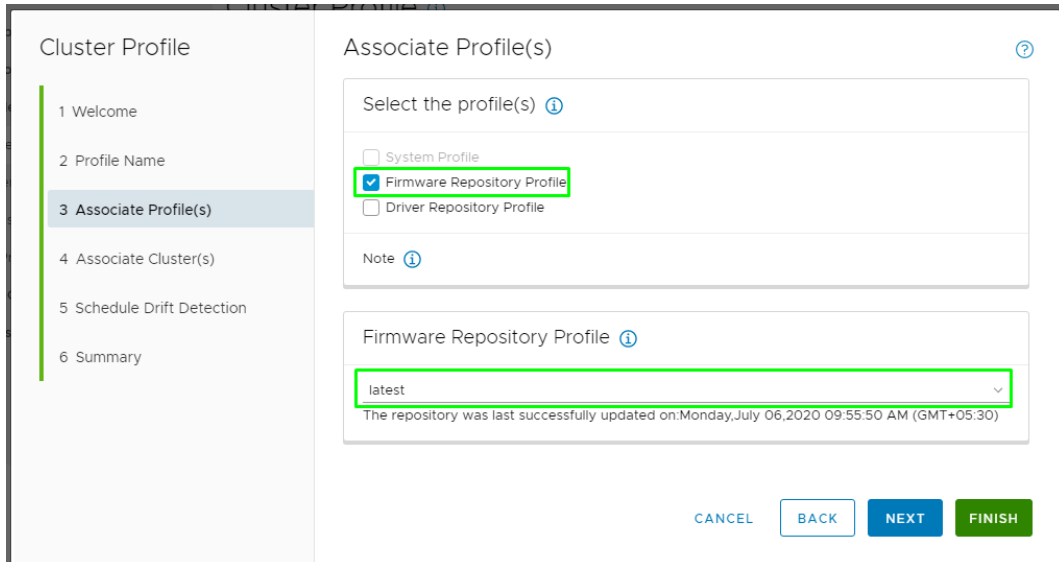 Cluster Profile
Cluster Profile
1 Welcome
2 Profile Name
3 Associate Profile(s)
4 Associate Cluster(s)
5 Schedule Drift Detection
6 Summary
Associate Profile(s)
Select the profile(s)
System Profile
Firmware Repository Profile
Driver Repository Profile
Note
Firmware Repository Profile
latest
The repository was last successfully updated on:Monday,July 06,2020 09:55:50 AM (GMT+05:30)
CANCEL
BACK
NEXT
FINISH